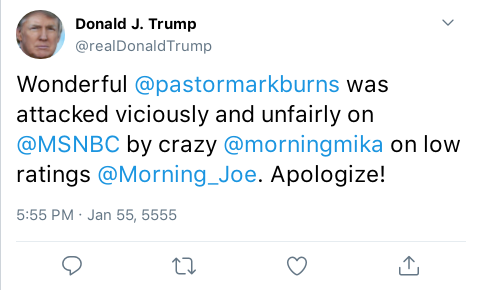 Donald J. Trump
@realDonaldTrump
Wonderful @pastormarkburns was
attacked viciously and unfairly on
@MSNBC by crazy @morningmika on low
ratings @Morning_Joe. Apologize!
5:55 PM · Jan 55, 5555